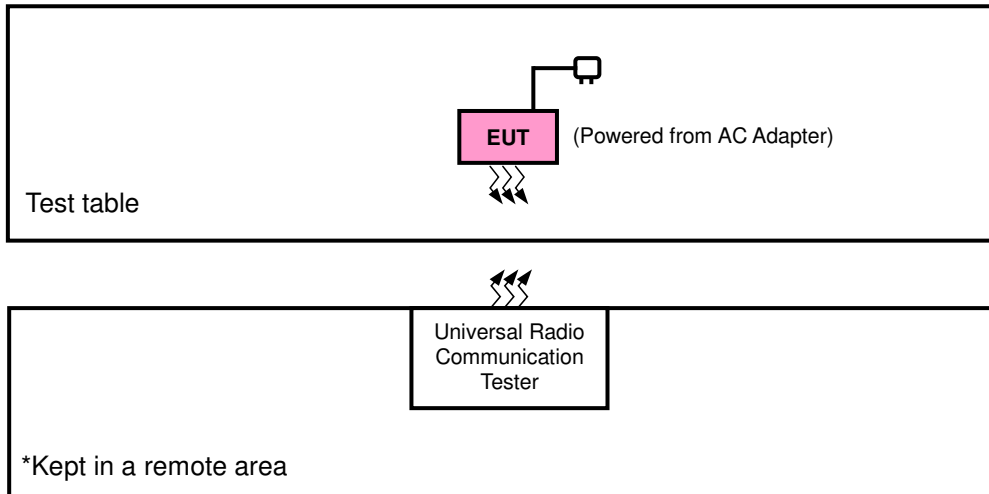 EUT
(Powered from AC Adapter)
Test table
Universal Radio
Communication
Tester
*Kept in a remote area